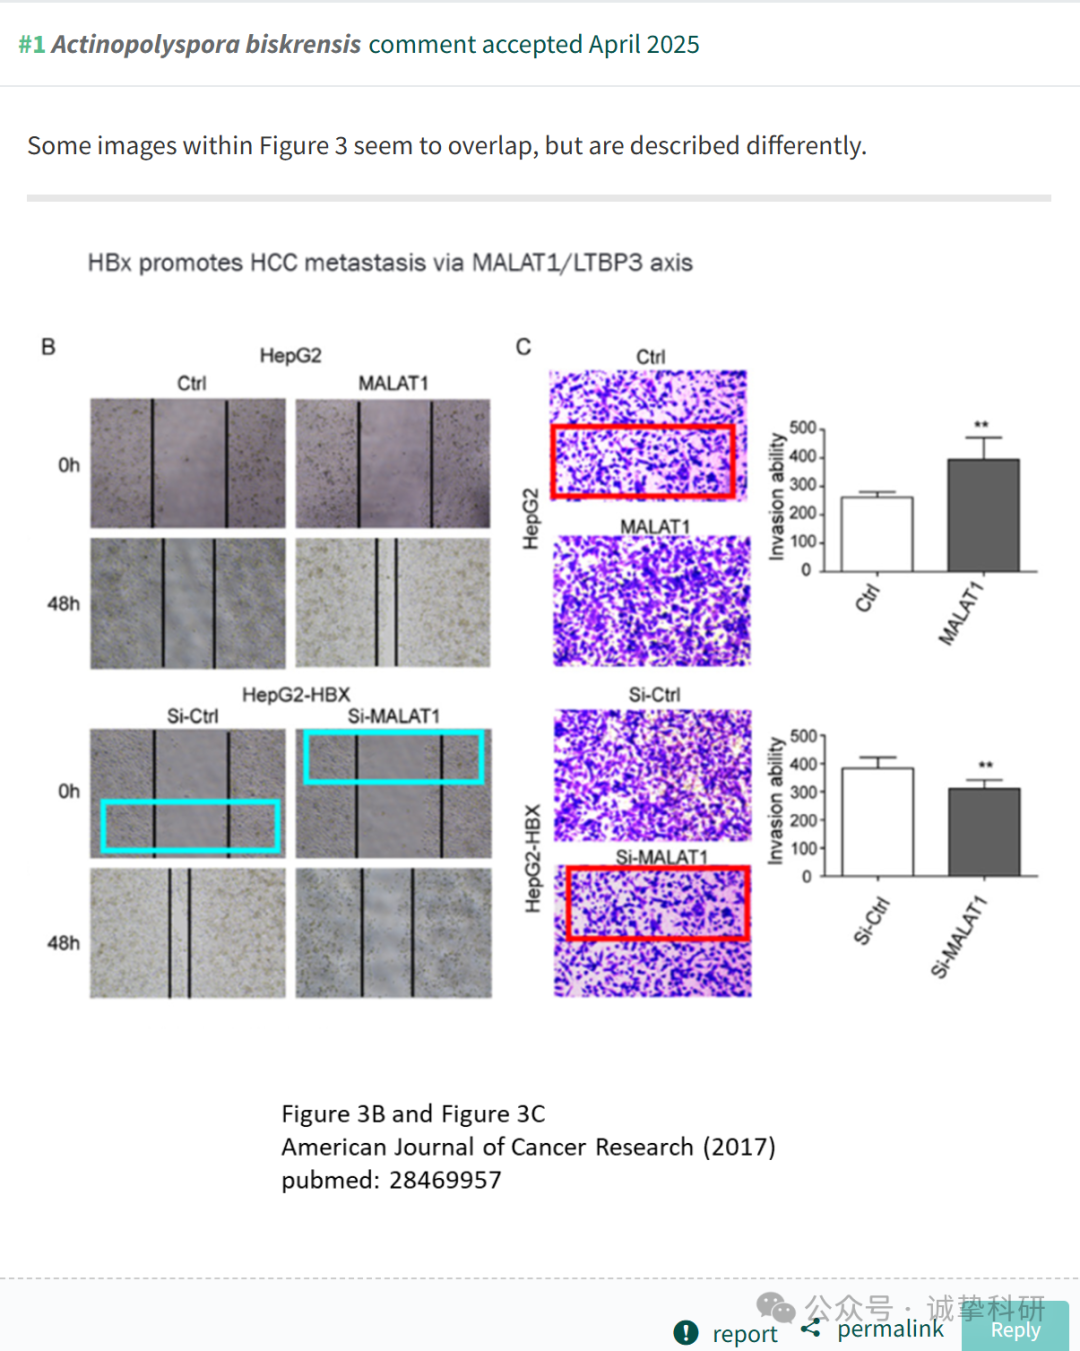 #1 Actinopolyspora biskrensis comment accepted April 2025
Some images within Figure 3 seem to overlap, but are described differently.
HBx promotes HCC metastasis via MALAT1/LTBP3 axis
B
HepG2
Ctrl
MALAT1
0h
48h
HepG2-HBX
Si-Ctrl
Si-MALAT1
0h
48h
C
Ctrl
HepG2
MALAT1
Invasion ability
500
400
300
200
100
0
**
Ctrl
MALAT1
Si-Ctrl
HepG2-HBX
Si-MALAT1
Invasion ability
500
400
300
200
100
0
**
Si-Ctrl
Si-MALAT1
Figure 3B and Figure 3C
American Journal of Cancer Research (2017)
pubmed: 28469957
公众号 · 诚挚科研
report
permalink
Reply